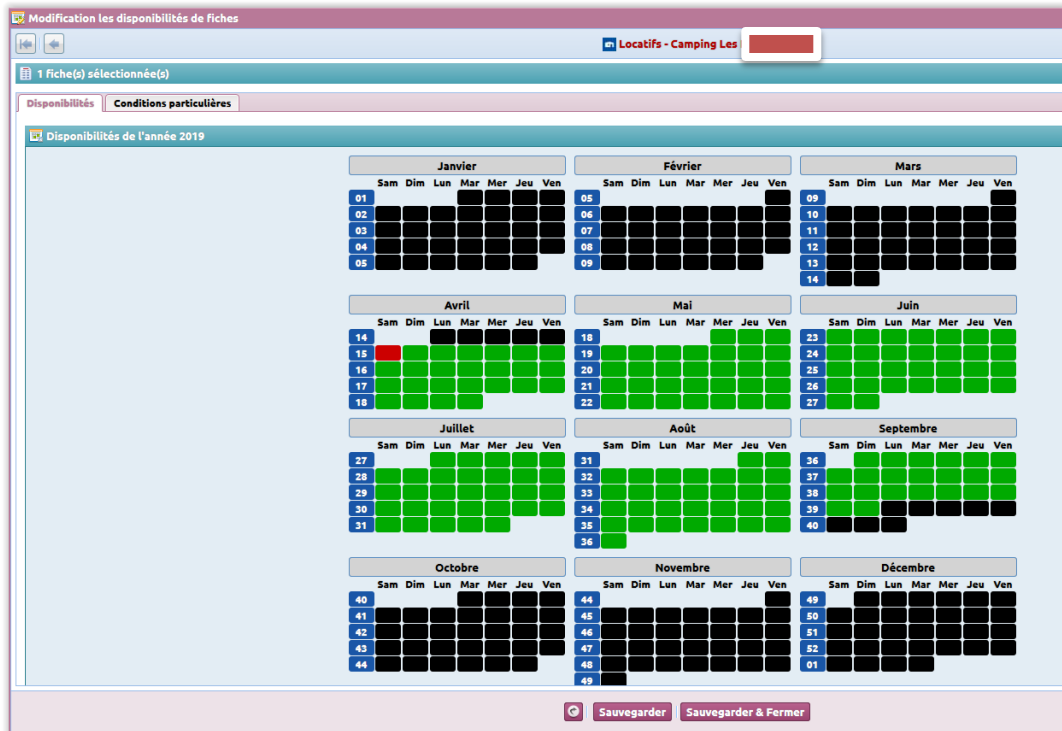 Modification les disponibilités de fiches
Locatifs - Camping Les
1 fiche(s) sélectionnée(s)
Disponibilités Conditions particulières
Disponibilités de l'année 2019
Janvier Février Mars
Sam Dim Lun Mar Mer Jeu Ven Sam Dim Lun Mar Mer Jeu Ven Sam Dim Lun Mar Mer Jeu Ven
01 05 09
02 06 10
03 07 11
04 08 12
05 09 13
14
Avril Mai Juin
Sam Dim Lun Mar Mer Jeu Ven Sam Dim Lun Mar Mer Jeu Ven Sam Dim Lun Mar Mer Jeu Ven
14 18 23
15 19 24
16 20 25
17 21 26
18 22 27
Juillet Août Septembre
Sam Dim Lun Mar Mer Jeu Ven Sam Dim Lun Mar Mer Jeu Ven Sam Dim Lun Mar Mer Jeu Ven
27 31 36
28 32 37
29 33 38
30 34 39
31 35 40
36
Octobre Novembre Décembre
Sam Dim Lun Mar Mer Jeu Ven Sam Dim Lun Mar Mer Jeu Ven Sam Dim Lun Mar Mer Jeu Ven
40 44 49
41 45 50
42 46 51
43 47 52
44 48 01
49
Sauvegarder Sauvegarder & Fermer